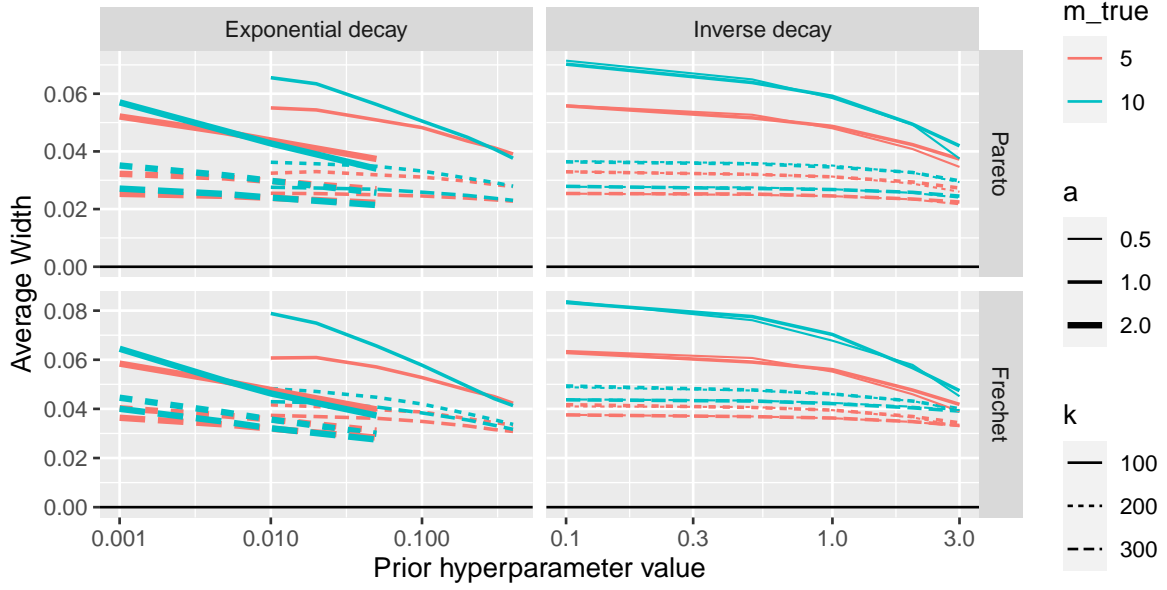 Exponential decay
Inverse decay
Average Width
0.06
0.04
0.02
0.00
Pareto
0.08
0.06
0.04
0.02
0.00
Frechet
0.001
0.010
0.100
0.1
0.3
1.0
3.0
Prior hyperparameter value
m_true
5
10
a
0.5
1.0
2.0
k
100
200
300